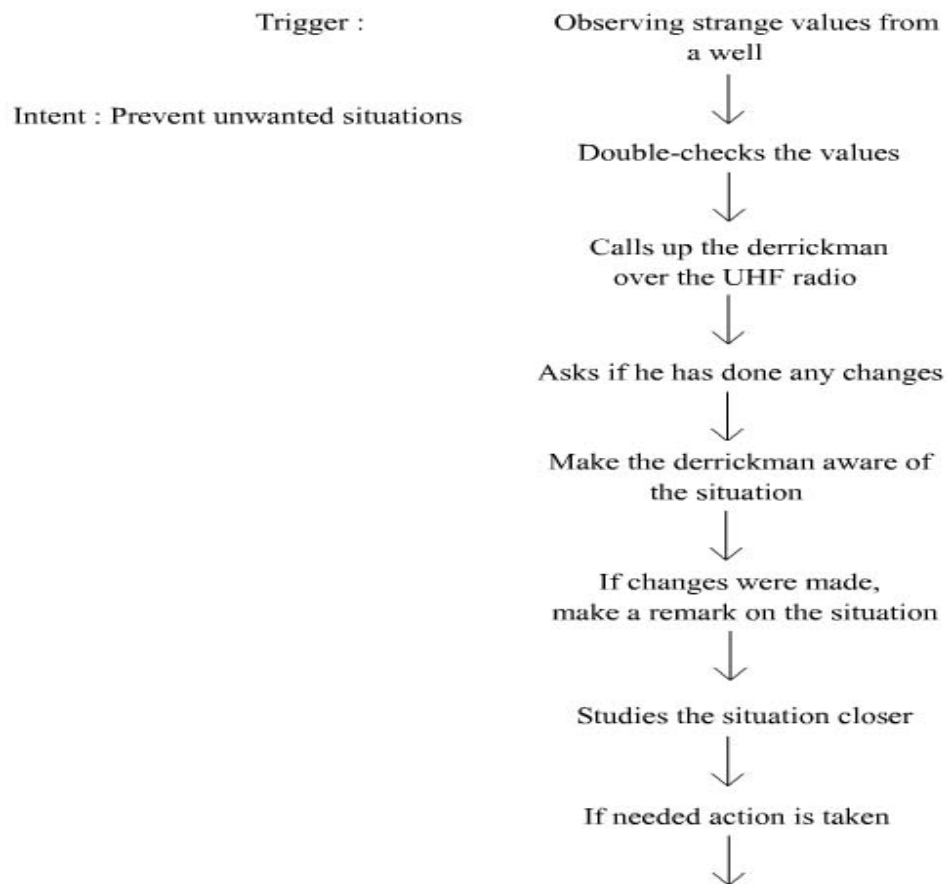 Trigger :
Observing strange values from
a well
Intent : Prevent unwanted situations
Double-checks the values
Calls up the derrickman
over the UHF radio
Asks if he has done any changes
Make the derrickman aware of
the situation
If changes were made,
make a remark on the situation
Studies the situation closer
If needed action is taken